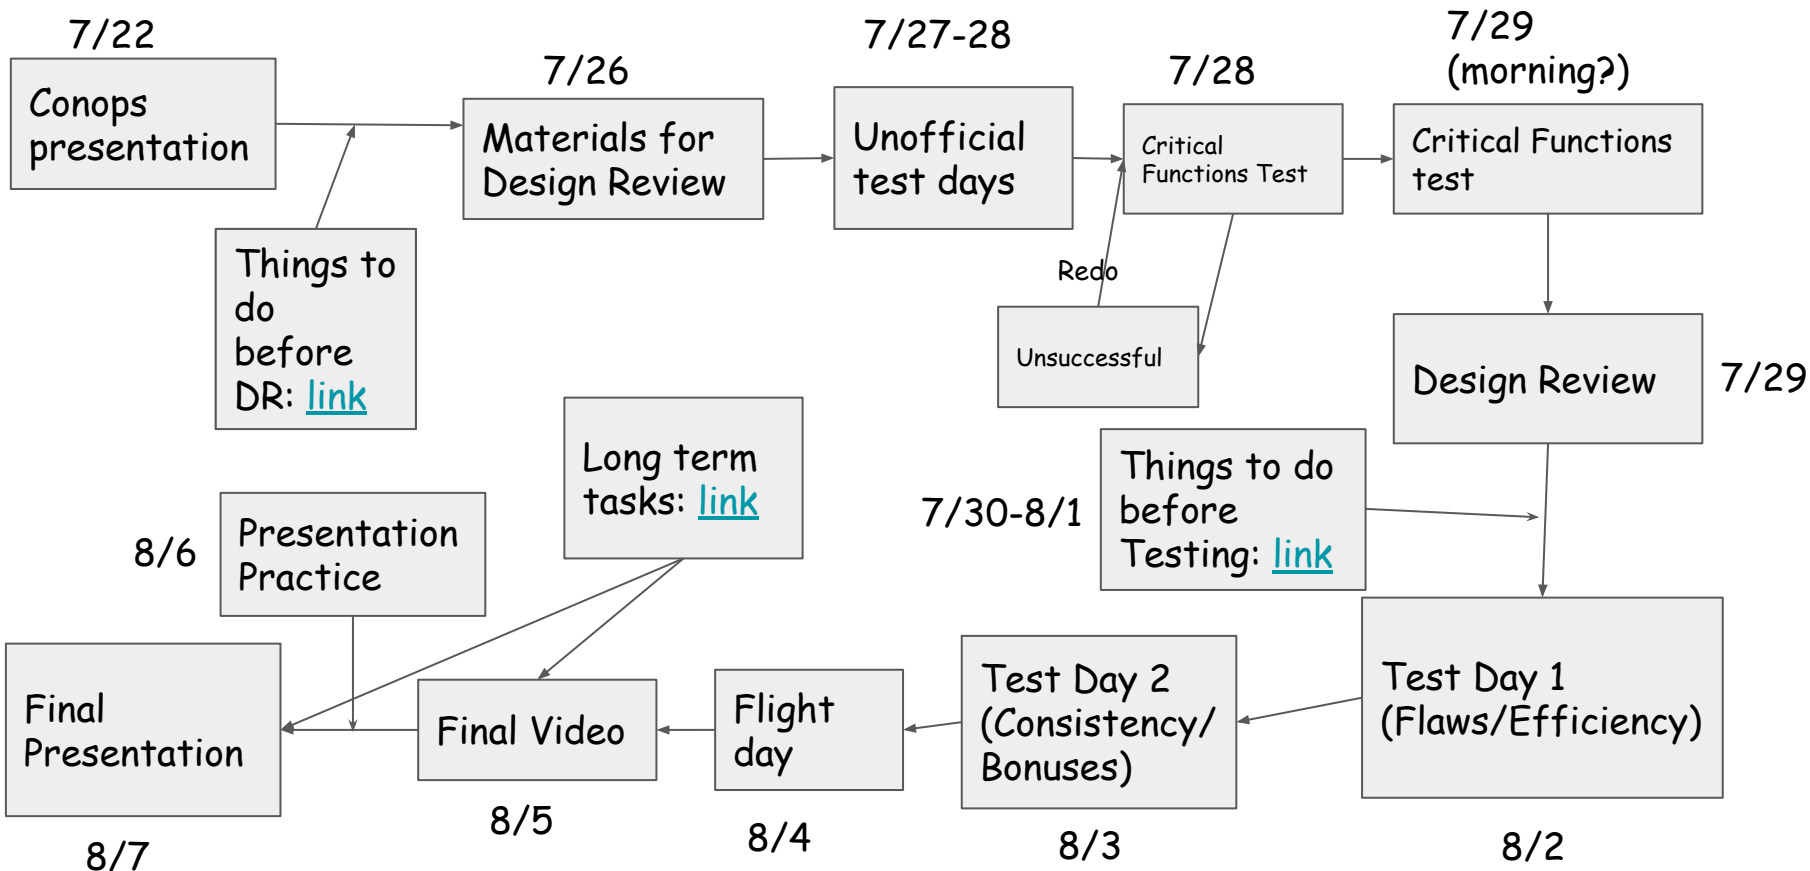 7/22
Conops
presentation
7/26
Materials for
Design Review
7/27-28
Unofficial
test days
7/28
Critical
Functions Test
7/29
(morning?)
Critical Functions
test
Things to
do
before
DR: link
Redo
Unsuccessful
Design Review
7/29
Long term
tasks: link
7/30-8/1
Things to do
before
Testing: link
8/6
Presentation
Practice
Final
Presentation
8/7
Final Video
8/5
Flight
day
8/4
Test Day 2
(Consistency/
Bonuses)
8/3
Test Day 1
(Flaws/Efficiency)
8/2